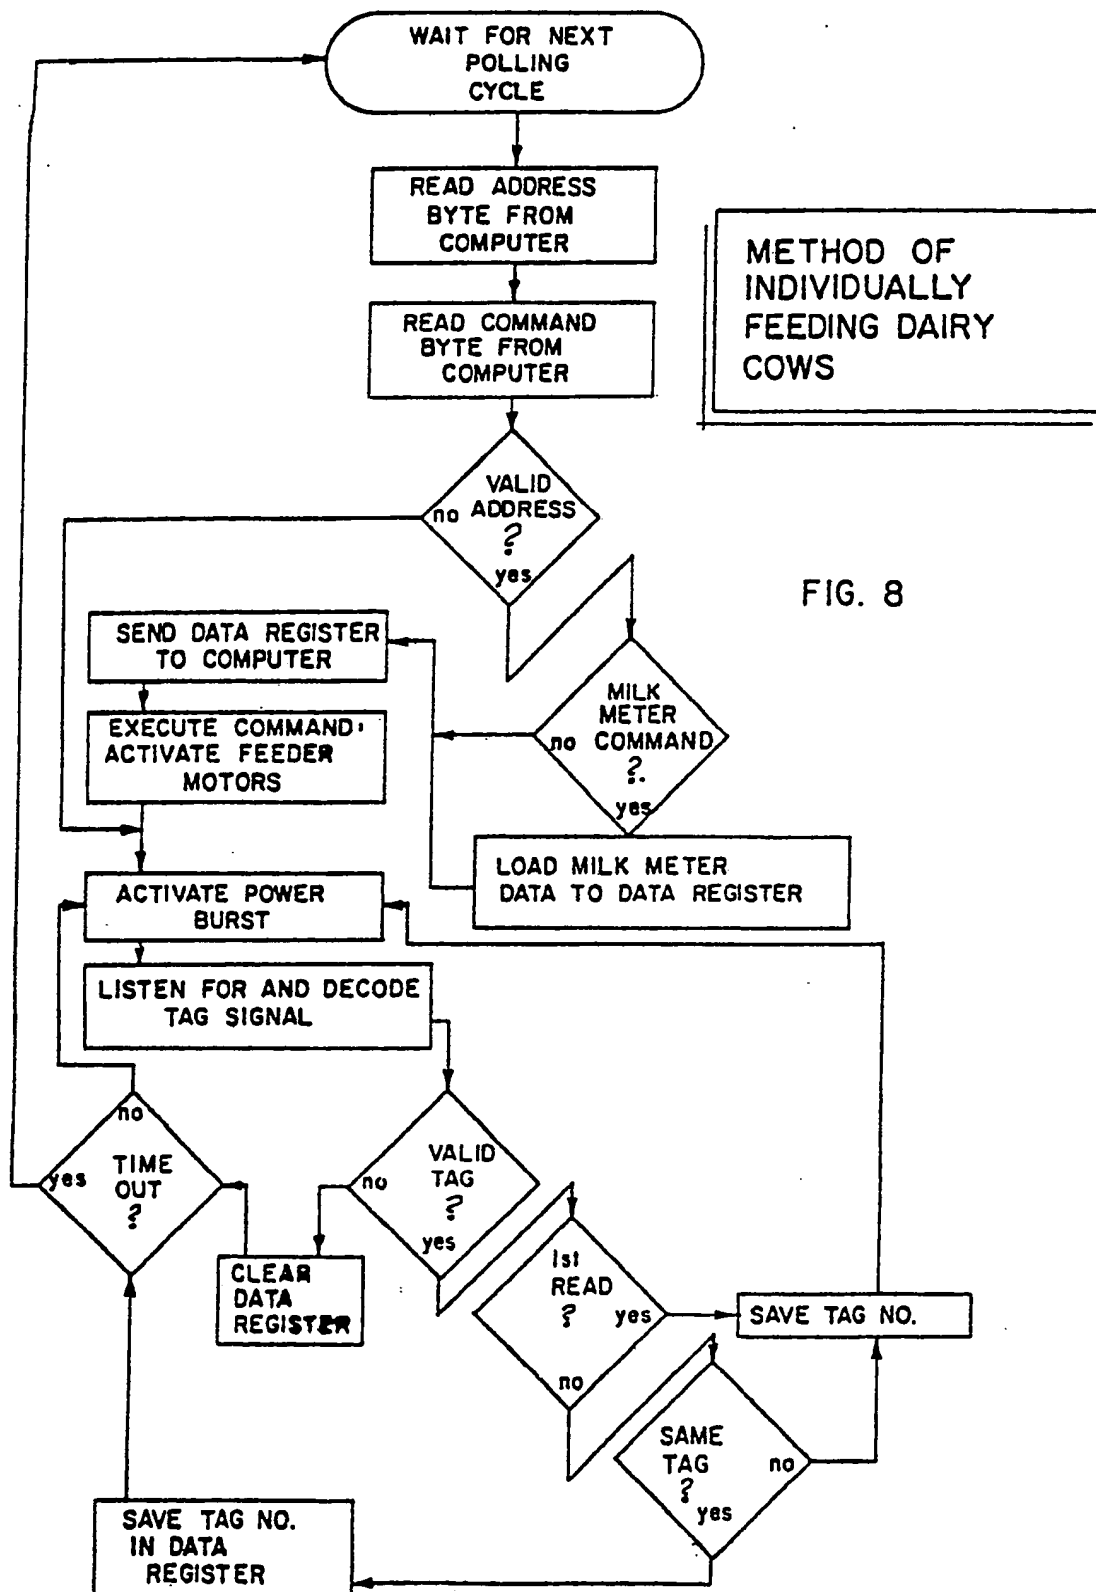 WAIT FOR NEXT
POLLING
CYCLE
READ ADDRESS
BYTE FROM
COMPUTER
READ COMMAND
BYTE FROM
COMPUTER
METHOD OF
INDIVIDUALLY
FEEDING DAIRY
COWS
VALID
ADDRESS
?
no
yes
FIG. 8
SEND DATA REGISTER
TO COMPUTER
EXECUTE COMMAND:
ACTIVATE FEEDER
MOTORS
MILK
METER
COMMAND
?
no
yes
LOAD MILK METER
DATA TO DATA REGISTER
ACTIVATE POWER
BURST
LISTEN FOR AND DECODE
TAG SIGNAL
no
yes
TIME
OUT
?
VALID
TAG
?
no
yes
CLEAR
DATA
REGISTER
1st
READ
?
yes
no
SAVE TAG NO.
SAME
TAG
?
no
yes
SAVE TAG NO.
IN DATA
REGISTER